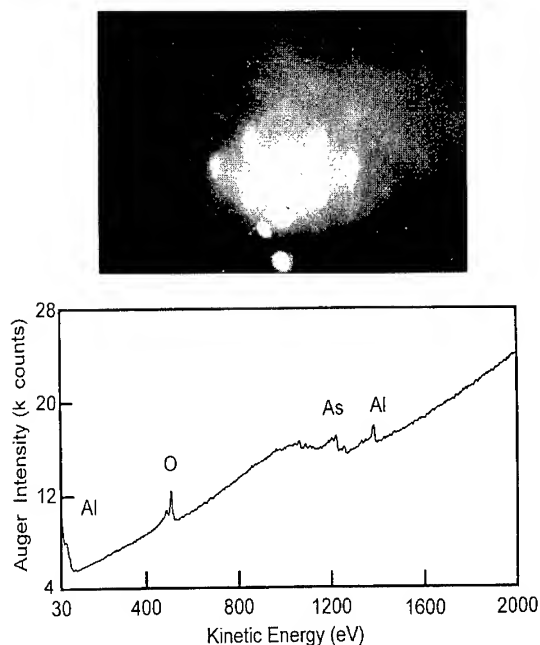 28
20
12
4
Auger Intensity (k counts)
Al
O
As
Al
30 400 800 1200 1600 2000
Kinetic Energy (eV)